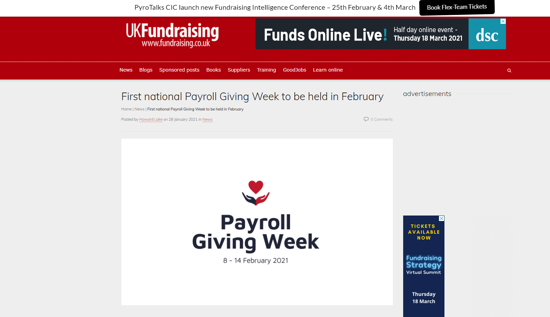 PyroTalks CIC launch new Fundraising Intelligence Conference – 25th February & 4th March
Book Flex-Team Tickets
UKFundraising
www.fundraising.co.uk
Funds Online Live!
Half day online event -
Thursday 18 March 2021
dsc
News Blogs Sponsored posts Books Suppliers Training GoodJobs Learn online
First national Payroll Giving Week to be held in February
advertisements
Home / News / First national Payroll Giving Week to be held in February
Posted by Howard Lake on 28 January 2021 in News
0 Comments
Payroll
Giving Week
8 - 14 February 2021
TICKETS
AVAILABLE
NOW
Fundraising
Strategy
Virtual Summit
Thursday
18 March